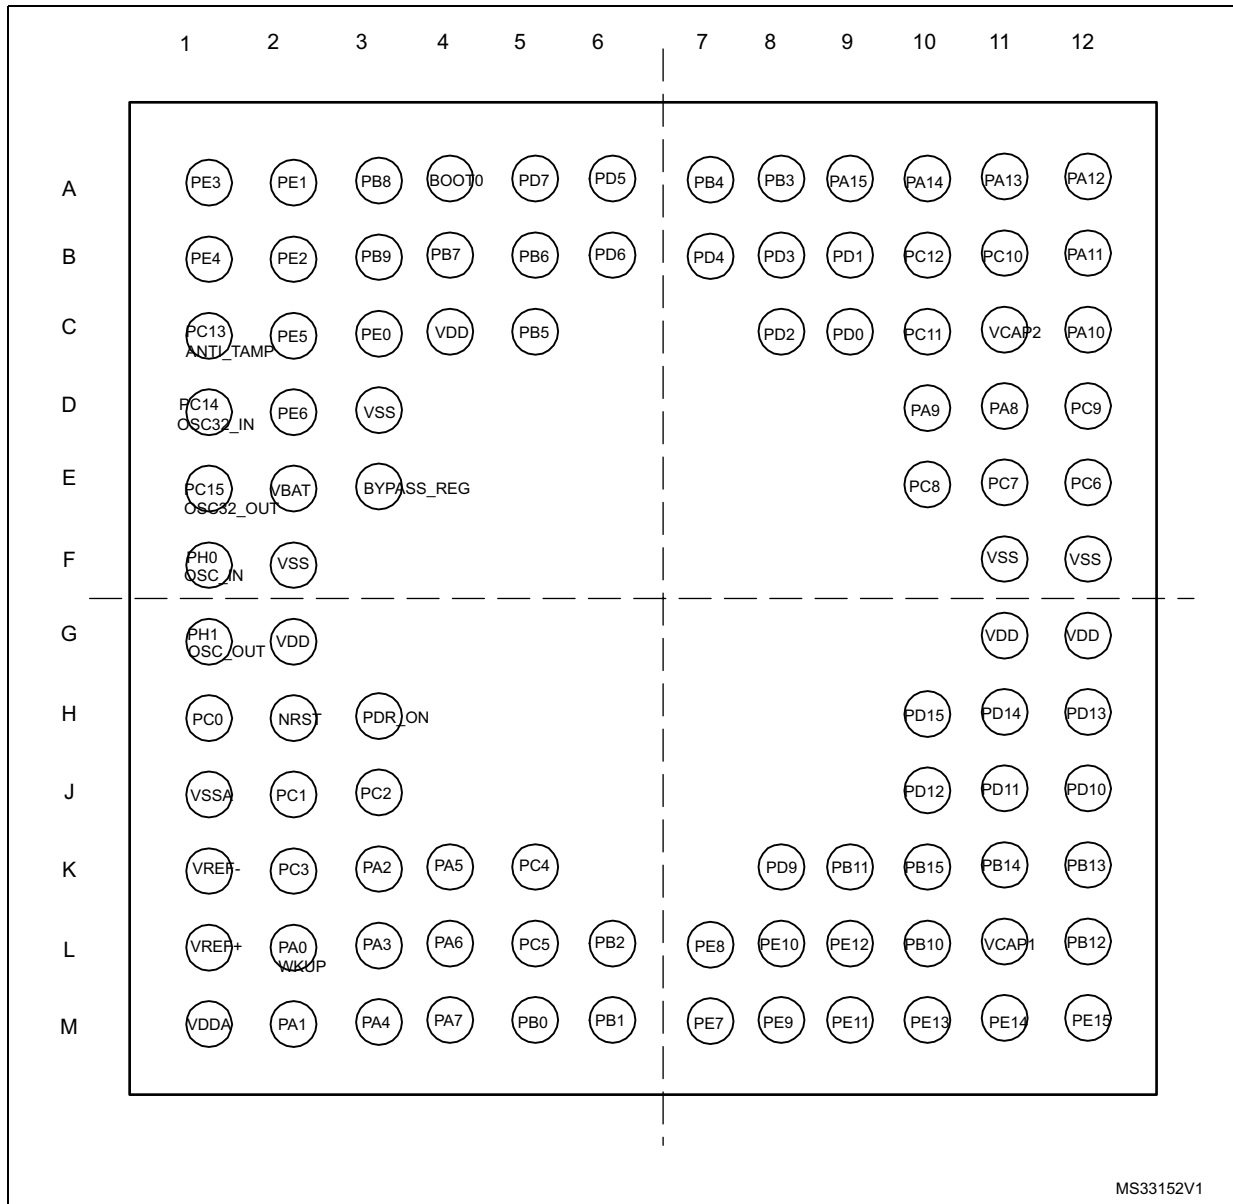 1 2 3 4 5 6 7 8 9 10 11 12
A PE3 PE1 PB8 BOOT0 PD7 PD5 PB4 PB3 PA15 PA14 PA13 PA12
B PE4 PE2 PB9 PB7 PB6 PD6 PD4 PD3 PD1 PC12 PC10 PA11
C PC13 PE5 PE0 VDD PB5 PD2 PD0 PC11 VCAP2 PA10
ANTI_TAMP
D PC14 PE6 VSS PA9 PA8 PC9
OSC32_IN
E PC15 VBAT BYPASS_REG PC8 PC7 PC6
OSC32_OUT
F PH0 VSS VSS VSS
OSC_IN
G PH1 VDD VDD VDD
OSC_OUT
H PC0 NRST PDR_ON PD15 PD14 PD13
J VSSA PC1 PC2 PD12 PD11 PD10
K VREF- PC3 PA2 PA5 PC4 PD9 PB11 PB15 PB14 PB13
L VREF+ PA0 PA3 PA6 PC5 PB2 PE8 PE10 PE12 PB10 VCAP1 PB12
WKUP
M VDDA PA1 PA4 PA7 PB0 PB1 PE7 PE9 PE11 PE13 PE14 PE15
MS33152V1